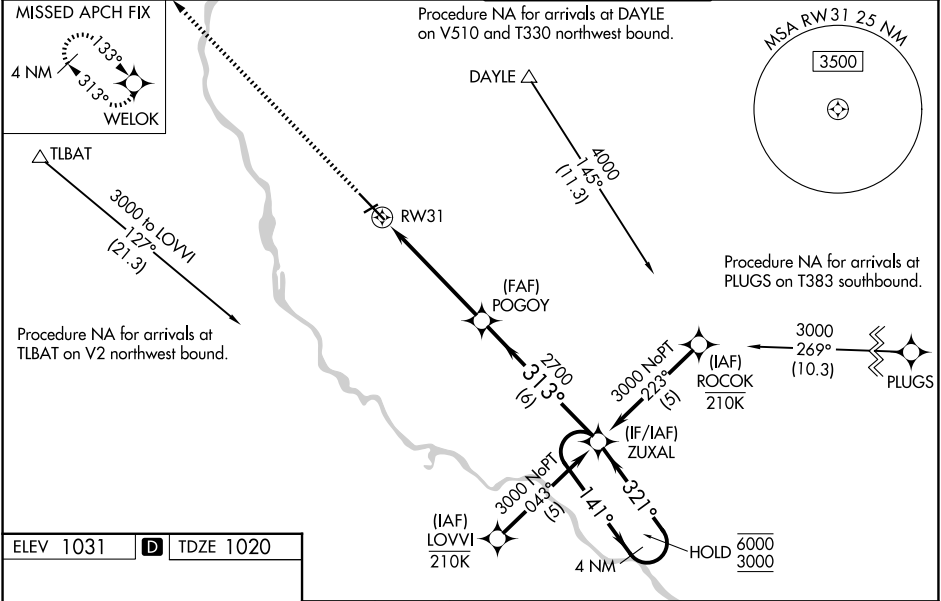 MISSED APCH FIX
4 NM
133°
313°
WELOK
Procedure NA for arrivals at DAYLE
on V510 and T330 northwest bound.
MSA RW31 25 NM
3500
DAYLE
4000
145°
(11.3)
TLBAT
3000 to LOVVI
127°
(21.3)
RW31
Procedure NA for arrivals at
PLUGS on T383 southbound.
(FAF)
POGOY
Procedure NA for arrivals at
TLBAT on V2 northwest bound.
2700
313°
(6)
3000 NoPT
223°
(5)
(IAF)
ROCOK
210K
3000
269°
(10.3)
PLUGS
(IF/IAF)
ZUXAL
3000 NoPT
043°
(5)
141°
321°
(IAF)
LOVVI
210K
4 NM
HOLD
6000
3000
ELEV 1031
D
TDZE 1020